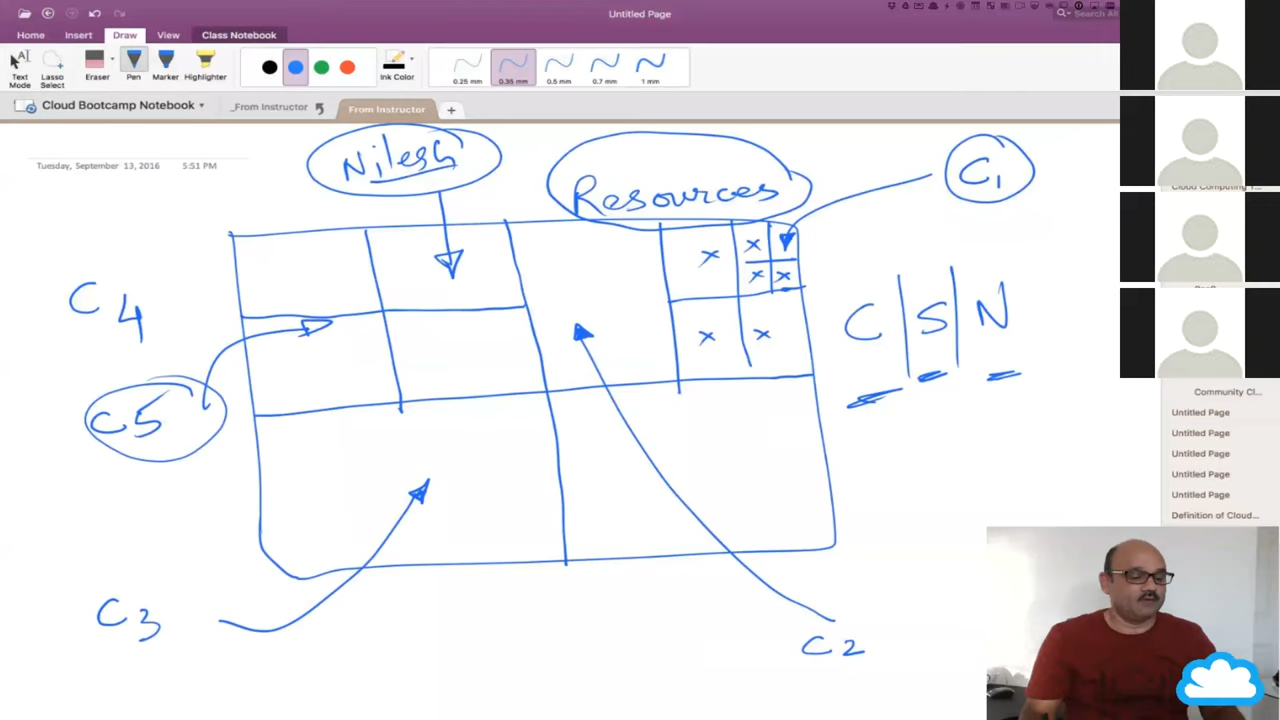 Untitled Page
Search All
Home
Insert
Draw
View
Class Notebook
Text Mode
Lasso Select
Eraser
Pen
Marker
Highlighter
Ink Color
0.25 mm
0.35 mm
0.5 mm
0.7 mm
1 mm
Cloud Bootcamp Notebook
_From Instructor
From Instructor
+
Tuesday, September 13, 2016
5:51 PM
Nilesh
Resources
C1
x
x
x
x
x
x
C4
C | S | N
C5
C3
C2
Community Cl...
Untitled Page
Untitled Page
Untitled Page
Untitled Page
Untitled Page
Definition of Cloud...